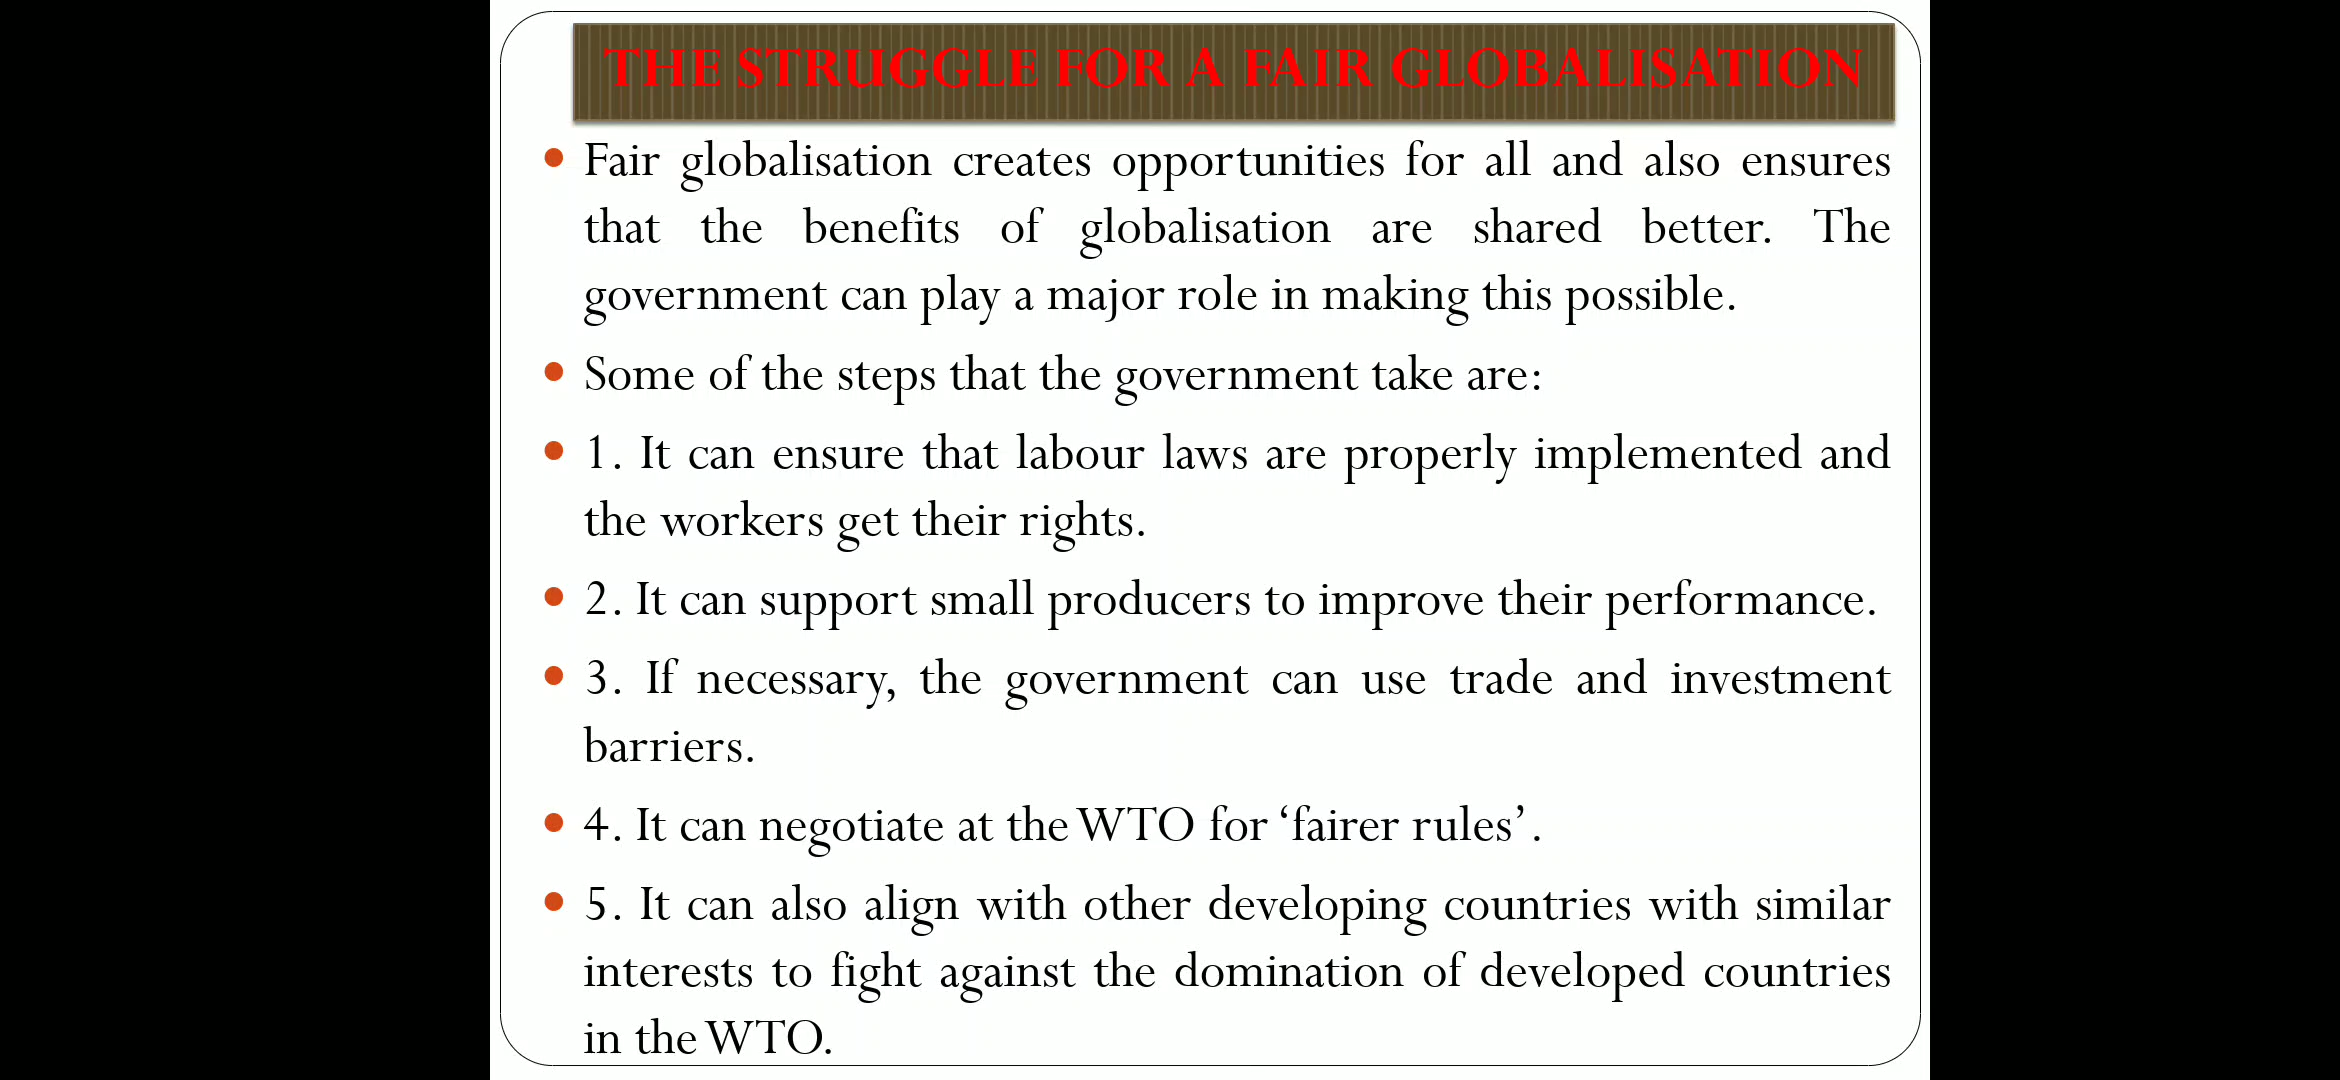 THE STRUGGLE FOR A FAIR GLOBALISATION
• Fair globalisation creates opportunities for all and also ensures
that the benefits of globalisation are shared better. The
government can play a major role in making this possible.
• Some of the steps that the government take are:
• 1. It can ensure that labour laws are properly implemented and
the workers get their rights.
• 2. It can support small producers to improve their performance.
• 3. If necessary, the government can use trade and investment
barriers.
• 4. It can negotiate at the WTO for ‘fairer rules’.
• 5. It can also align with other developing countries with similar
interests to fight against the domination of developed countries
in the WTO.